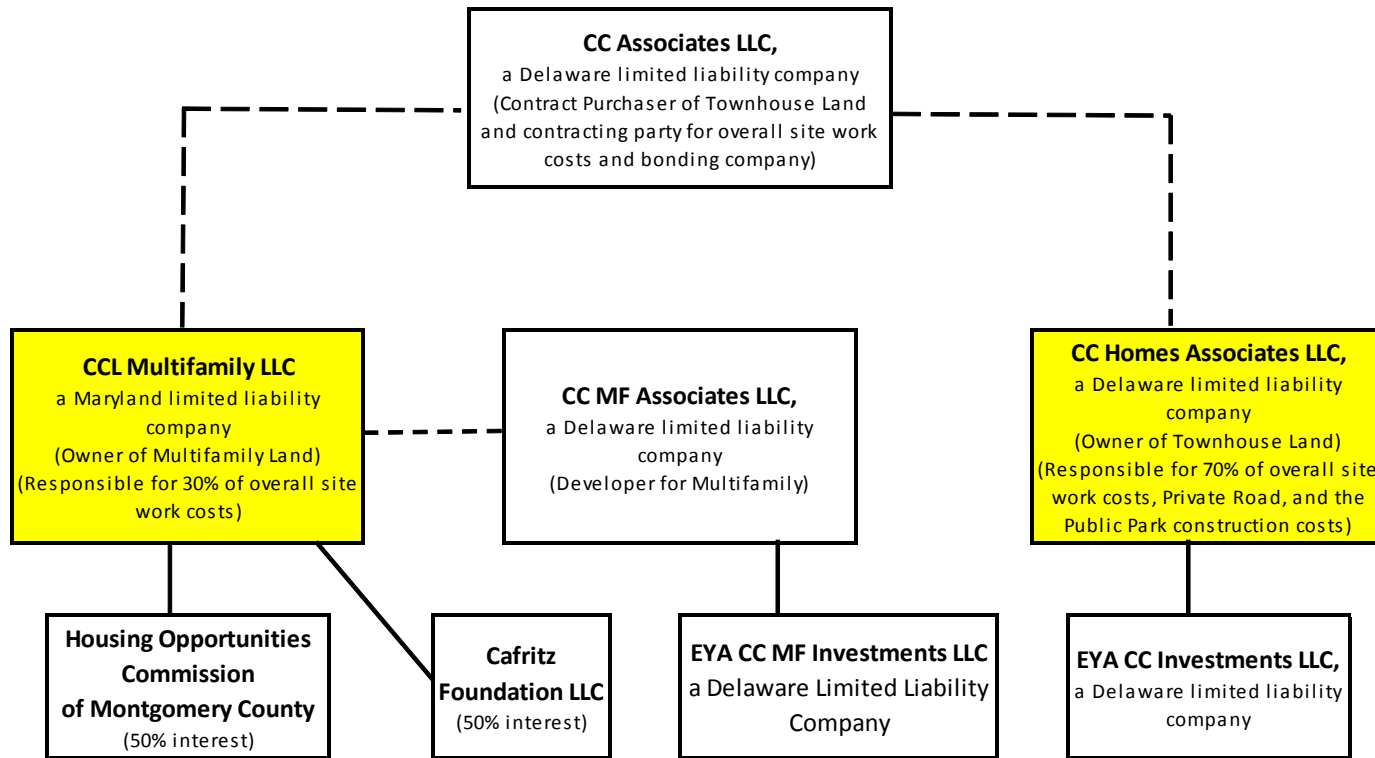 CC Associates LLC,
a Delaware limited liability company
(Contract Purchaser of Townhouse Land
and contracting party for overall site work
costs and bonding company)
CCL Multifamily LLC
a Maryland limited liability
company
(Owner of Multifamily Land)
(Responsible for 30% of overall site
work costs)
CC MF Associates LLC,
a Delaware limited liability
company
(Developer for Multifamily)
CC Homes Associates LLC,
a Delaware limited liability
company
(Owner of Townhouse Land)
(Responsible for 70% of overall site
work costs, Private Road, and the
Public Park construction costs)
Housing Opportunities
Commission
of Montgomery County
(50% interest)
Cafritz
Foundation LLC
(50% interest)
EYA CC MF Investments LLC
a Delaware Limited Liability
Company
EYA CC Investments LLC,
a Delaware limited liability
company